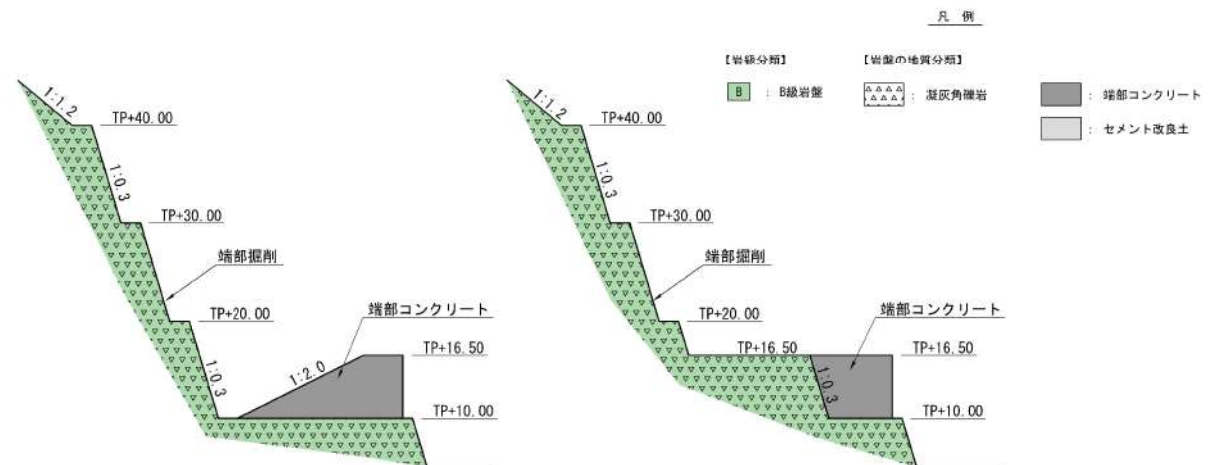 凡 例
【岩級分類】
【岩盤の地質分類】
B : B級岩盤
: 凝灰角礫岩
: 端部コンクリート
: セメント改良土
1:1.2
TP+40.00
1:0.3
TP+30.00
端部掘削
TP+20.00
端部コンクリート
TP+16.50
1:2.0
1:0.3
TP+10.00
1:1.2
TP+40.00
1:0.3
TP+30.00
端部掘削
TP+20.00
端部コンクリート
TP+16.50
TP+16.50
1:0.3
TP+10.00